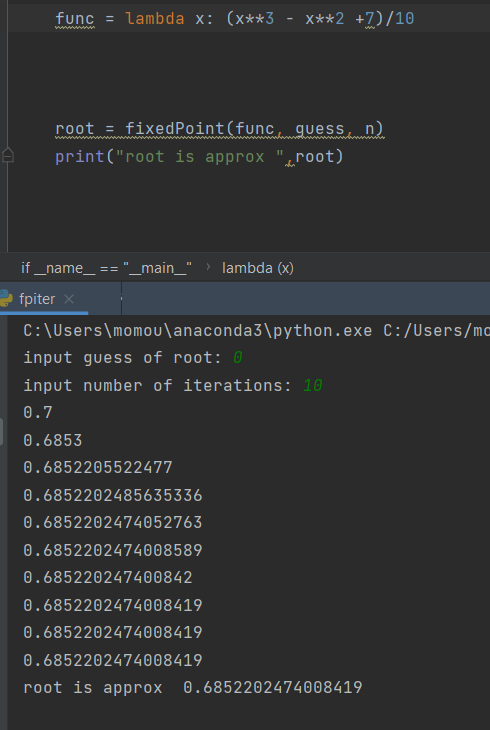 func = lambda x: (x**3 - x**2 +7)/10
root = fixedPoint(func, guess, n)
print("root is approx ",root)
if __name__ == "__main__" › lambda (x)
fpiter ×
C:\Users\momou\anaconda3\python.exe C:/Users/mo
input guess of root: 0
input number of iterations: 10
0.7
0.6853
0.6852205522477
0.6852202485635336
0.6852202474052763
0.6852202474008589
0.685220247400842
0.6852202474008419
0.6852202474008419
0.6852202474008419
root is approx  0.6852202474008419